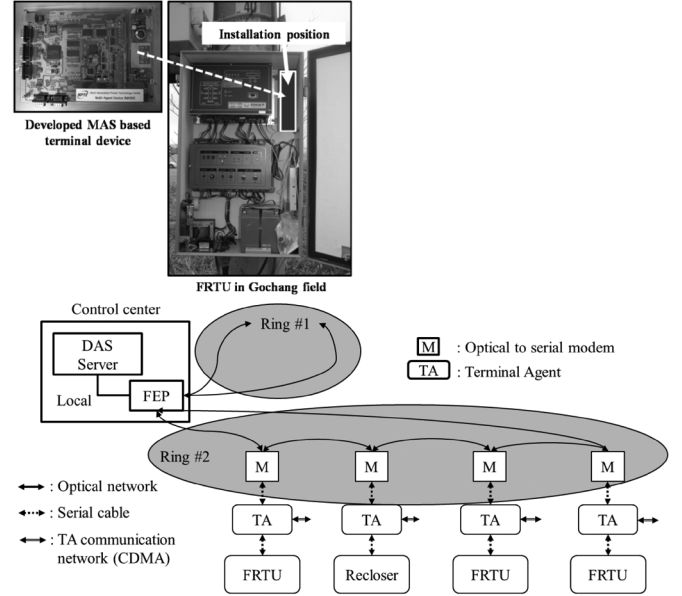 Installation position
Developed MAS based
terminal device
FRTU in Gochang field
Control center
DAS
Server
Local
FEP
Ring #1
M : Optical to serial modem
TA : Terminal Agent
Ring #2
M M M M
: Optical network
: Serial cable
: TA communication
network (CDMA)
TA TA TA TA
FRTU Recloser FRTU FRTU